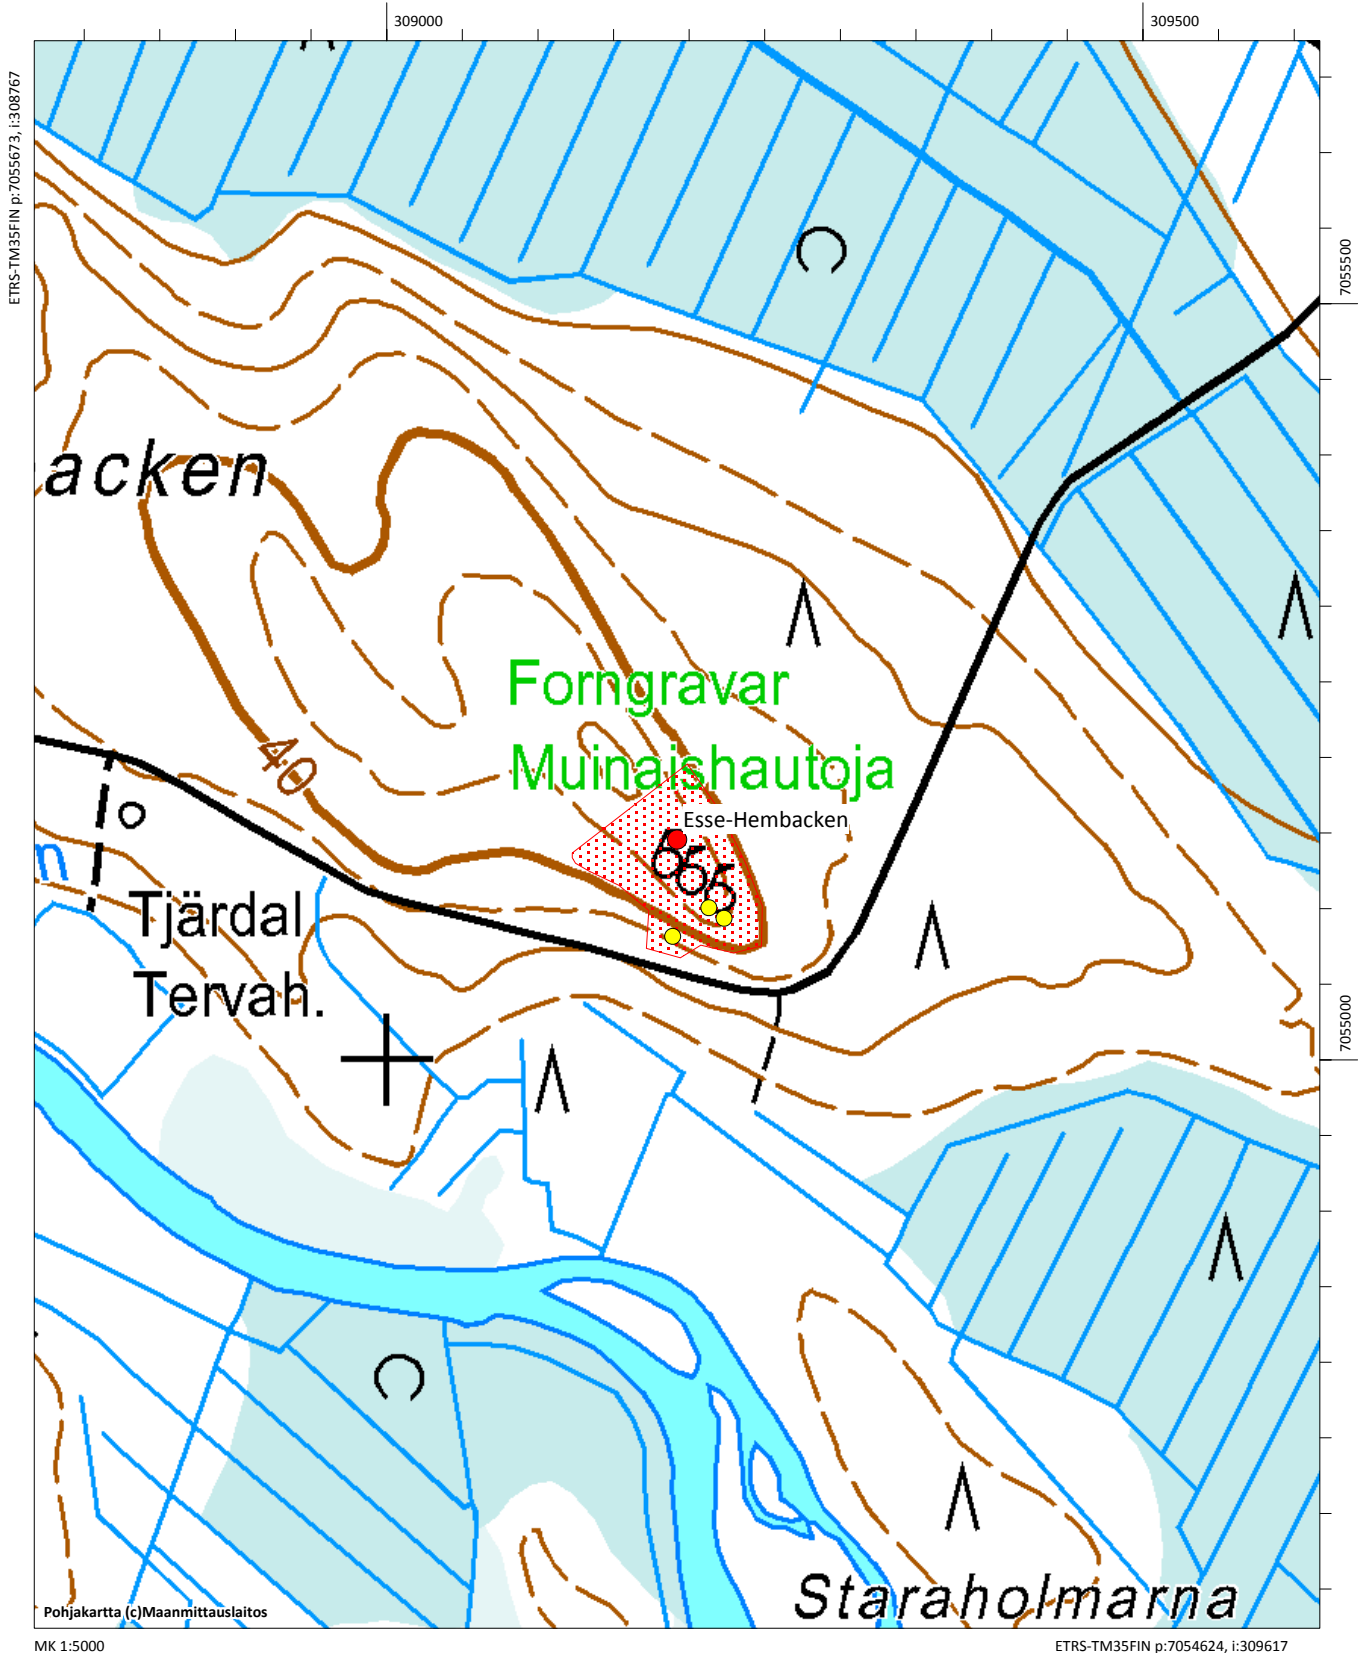 309000
309500
ETRS-TM35FIN p:7055673, i:308767
7055500
acken
Forngravar
Muinaishautoja
40
Esse-Hembacken
n
Tjärdal
Tervah.
7055000
Staraholmarna
Pohjakartta (c)Maanmittauslaitos
MK 1:5000
ETRS-TM35FIN p:7054624, i:309617